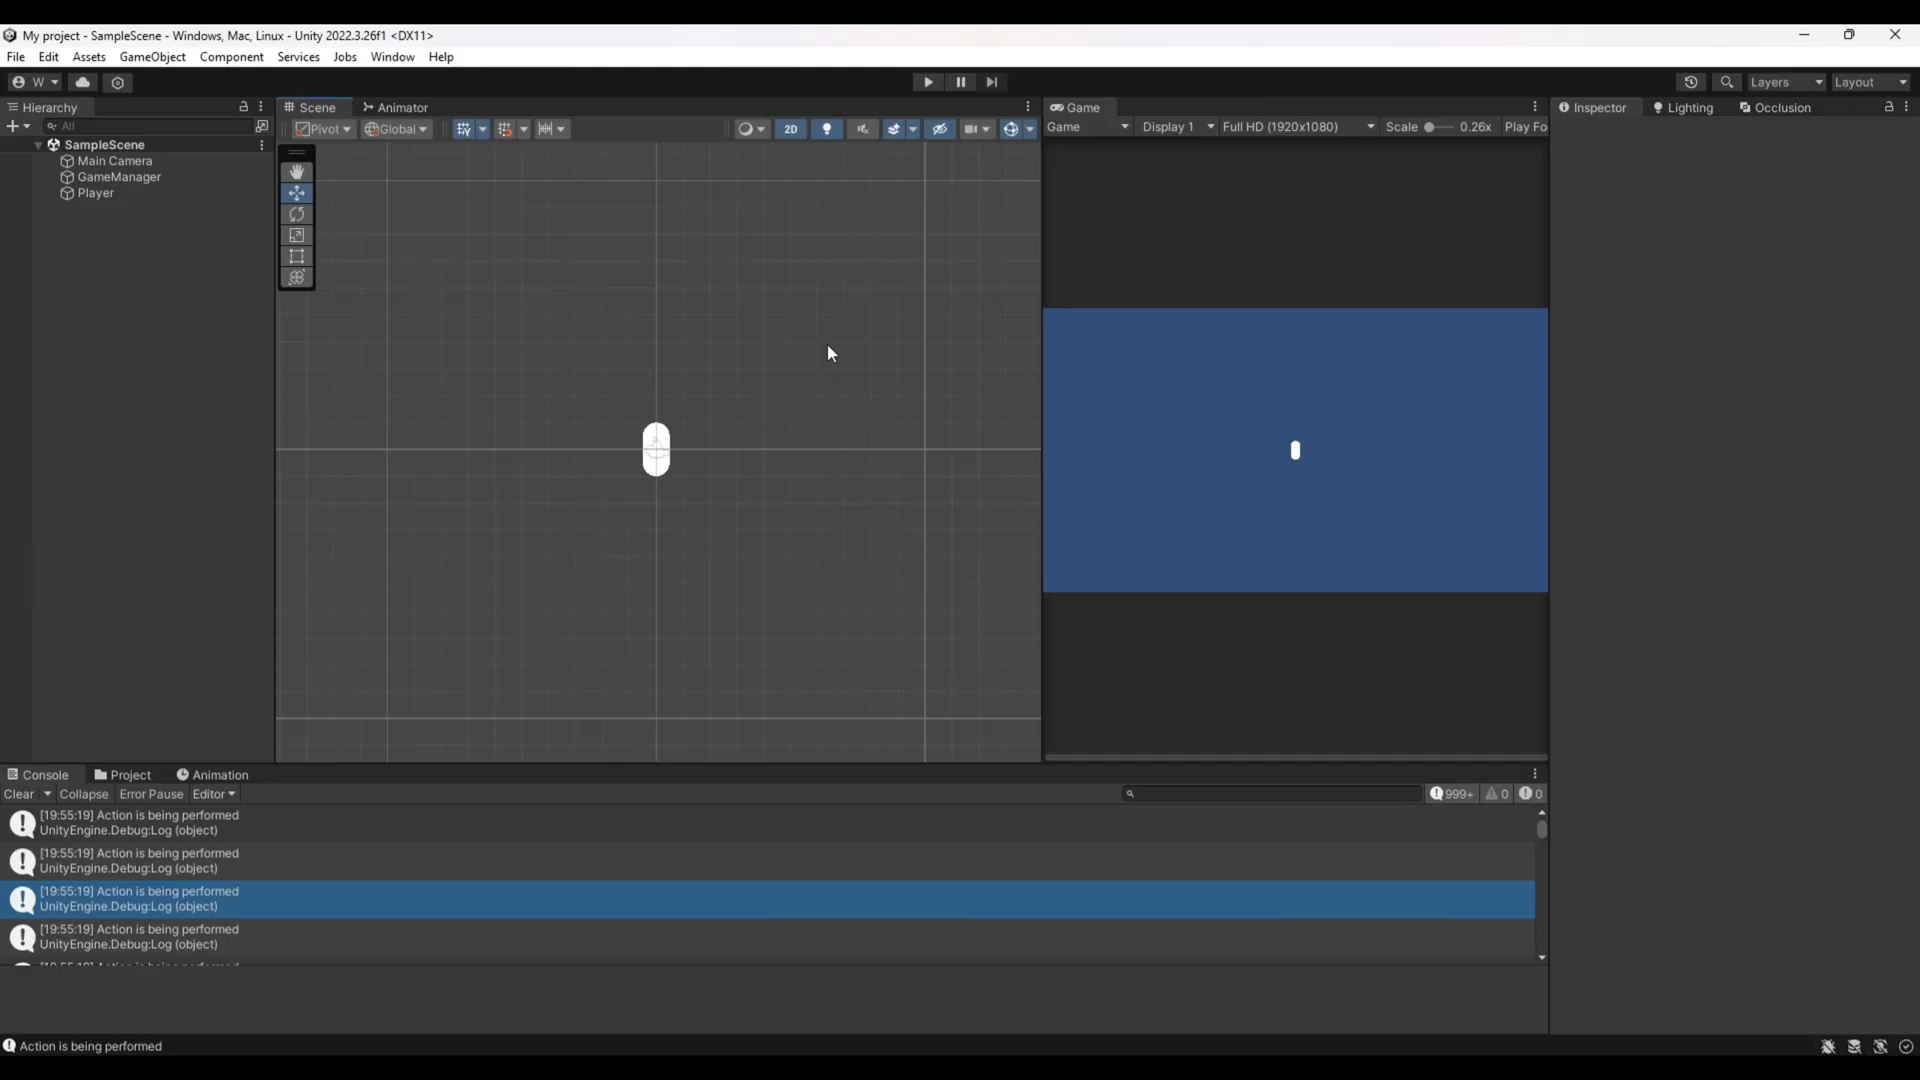 My project - SampleScene - Windows, Mac, Linux - Unity 2022.3.26f1 <DX11>
File Edit Assets GameObject Component Services Jobs Window Help
W
Layers Layout
Hierarchy
Scene Animator
Game
Inspector Lighting Occlusion
All
Pivot Global
2D
Game Display 1 Full HD (1920x1080) Scale 0.26x Play Fo
SampleScene
Main Camera
GameManager
Player
Console Project Animation
Clear Collapse Error Pause Editor
999+ 0 0
[19:55:19] Action is being performed
UnityEngine.Debug:Log (object)
[19:55:19] Action is being performed
UnityEngine.Debug:Log (object)
[19:55:19] Action is being performed
UnityEngine.Debug:Log (object)
[19:55:19] Action is being performed
UnityEngine.Debug:Log (object)
Action is being performed